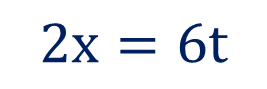 2x = 6t